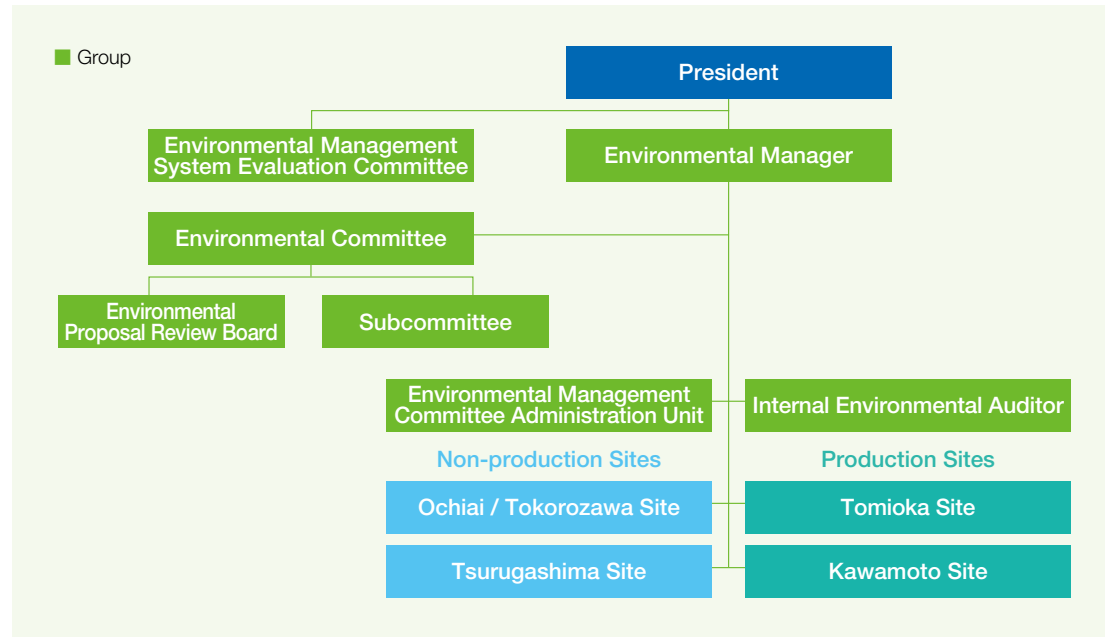 Group
President
Environmental Management
System Evaluation Committee
Environmental Manager
Environmental Committee
Environmental
Proposal Review Board
Subcommittee
Environmental Management
Committee Administration Unit
Internal Environmental Auditor
Non-production Sites
Production Sites
Ochiai / Tokorozawa Site
Tomioka Site
Tsurugashima Site
Kawamoto Site